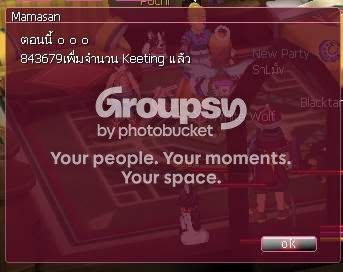 Mamasan
ตอนนี้ o o o
843679เพิ่มจำนวน Keeting แล้ว
New Party
Wolf
Groupsy
by photobucket
Your people. Your moments.
Your space.
ok